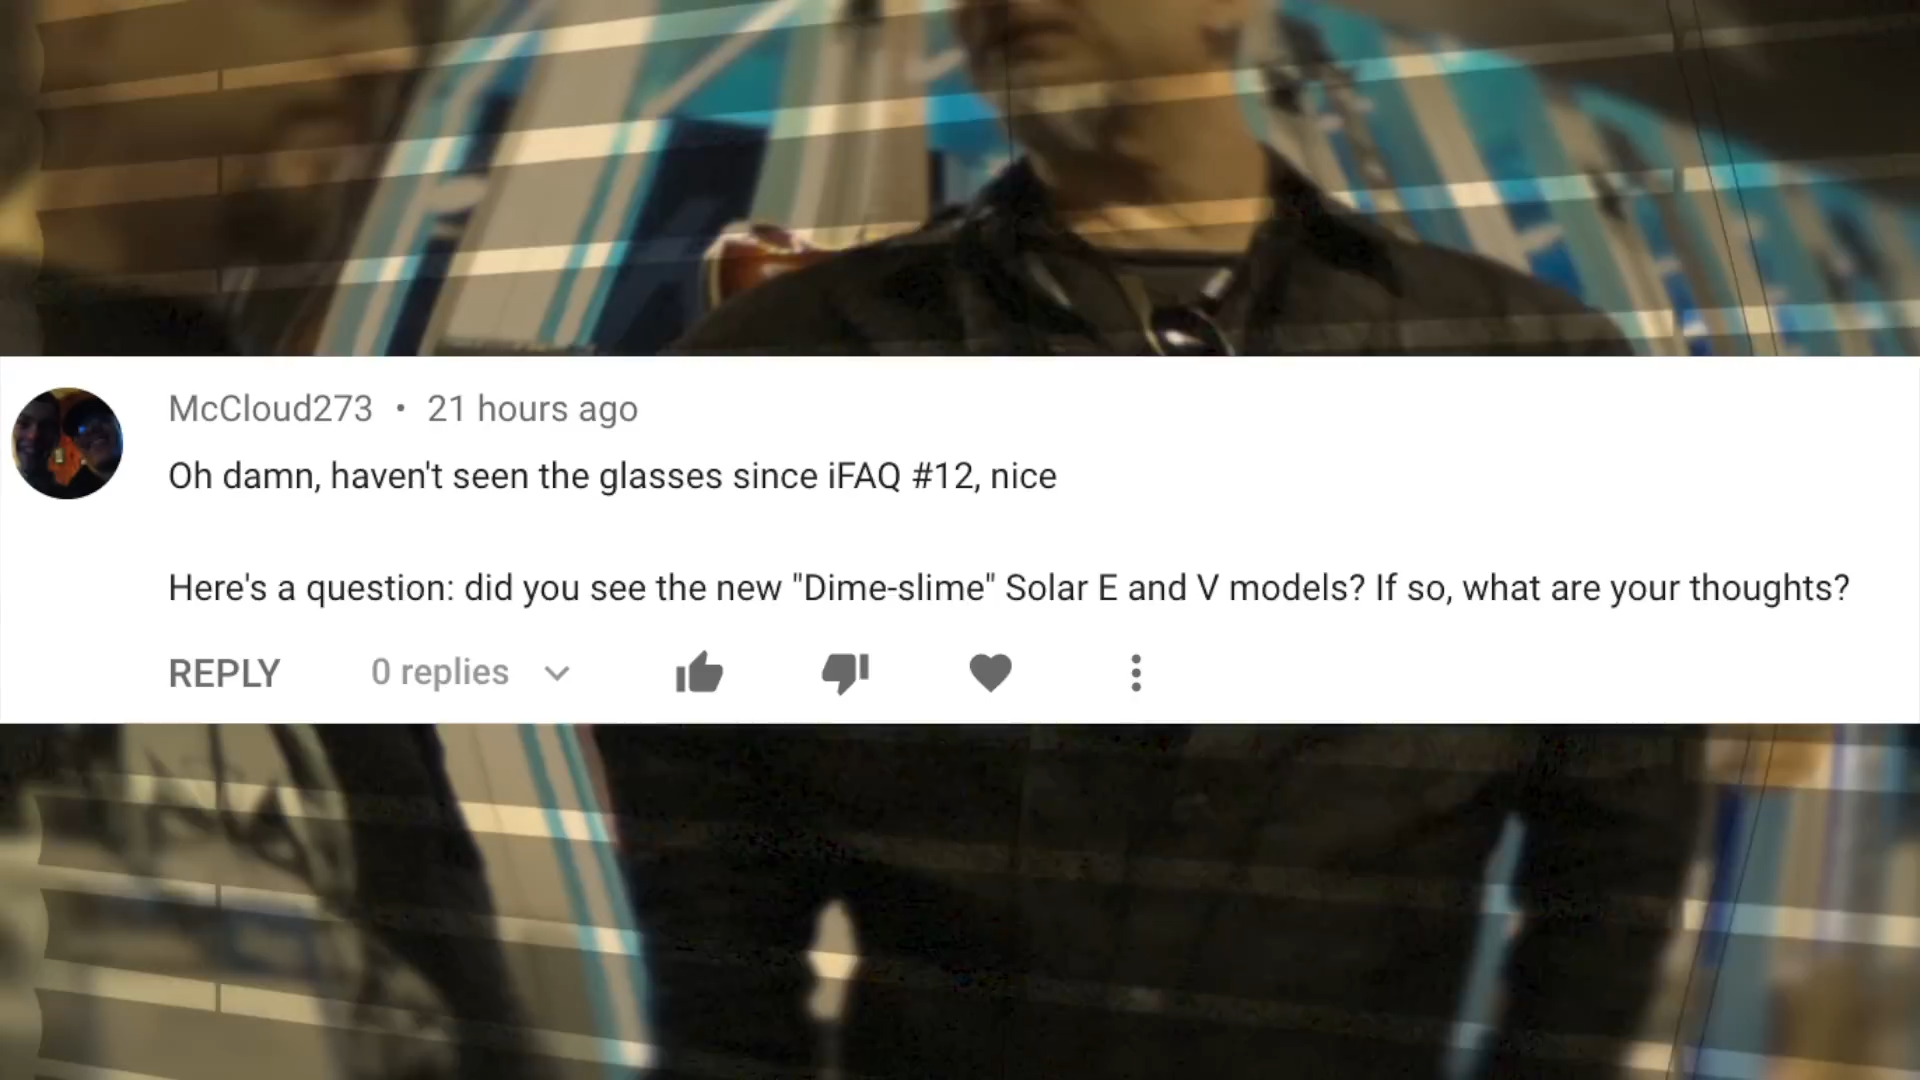 McCloud273 • 21 hours ago
Oh damn, haven't seen the glasses since iFAQ #12, nice
Here's a question: did you see the new "Dime-slime" Solar E and V models? If so, what are your thoughts?
REPLY 0 replies